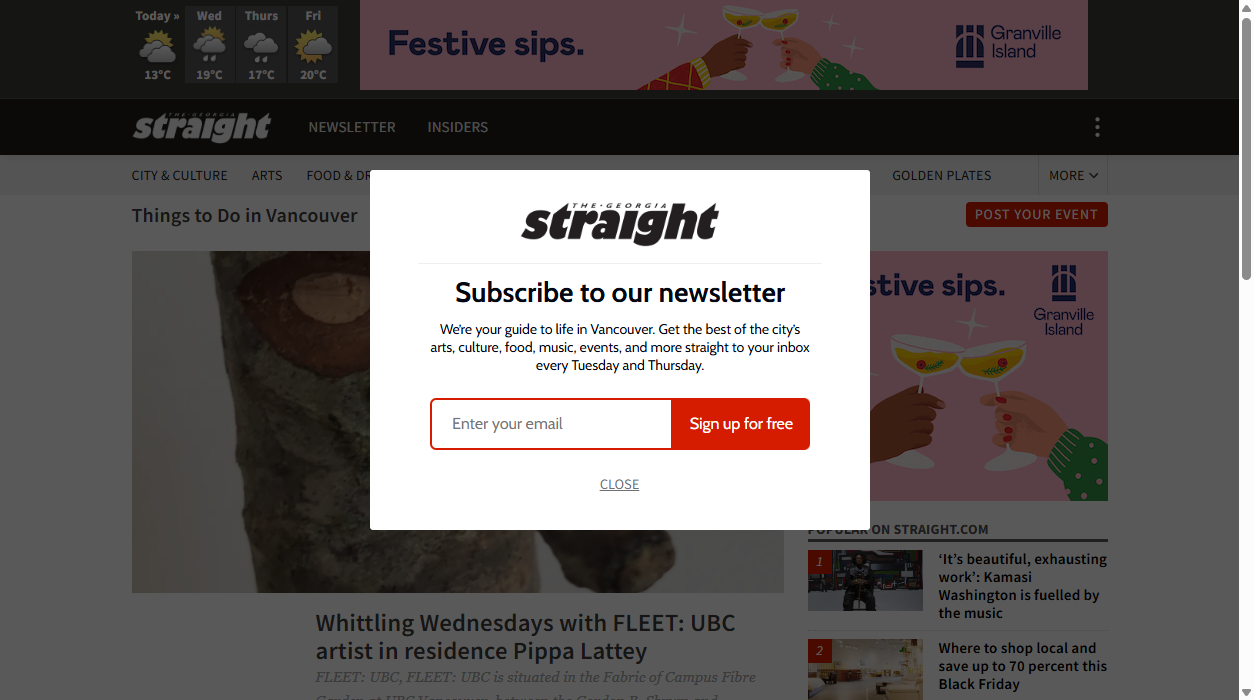 Today » Wed Thurs Fri
13°C 19°C 17°C 20°C
Festive sips.
Granville
Island
THE·GEORGIA
straight
NEWSLETTER INSIDERS
CITY & CULTURE ARTS FOOD & DR GOLDEN PLATES MORE
Things to Do in Vancouver
POST YOUR EVENT
THE·GEORGIA
straight
Subscribe to our newsletter
We're your guide to life in Vancouver. Get the best of the city's
arts, culture, food, music, events, and more straight to your inbox
every Tuesday and Thursday.
Enter your email Sign up for free
CLOSE
stive sips.
Granville
Island
POPULAR ON STRAIGHT.COM
1
‘It’s beautiful, exhausting
work’: Kamasi
Washington is fuelled by
the music
2
Where to shop local and
save up to 70 percent this
Black Friday
Whittling Wednesdays with FLEET: UBC
artist in residence Pippa Lattey
FLEET: UBC, FLEET: UBC is situated in the Fabric of Campus Fibre